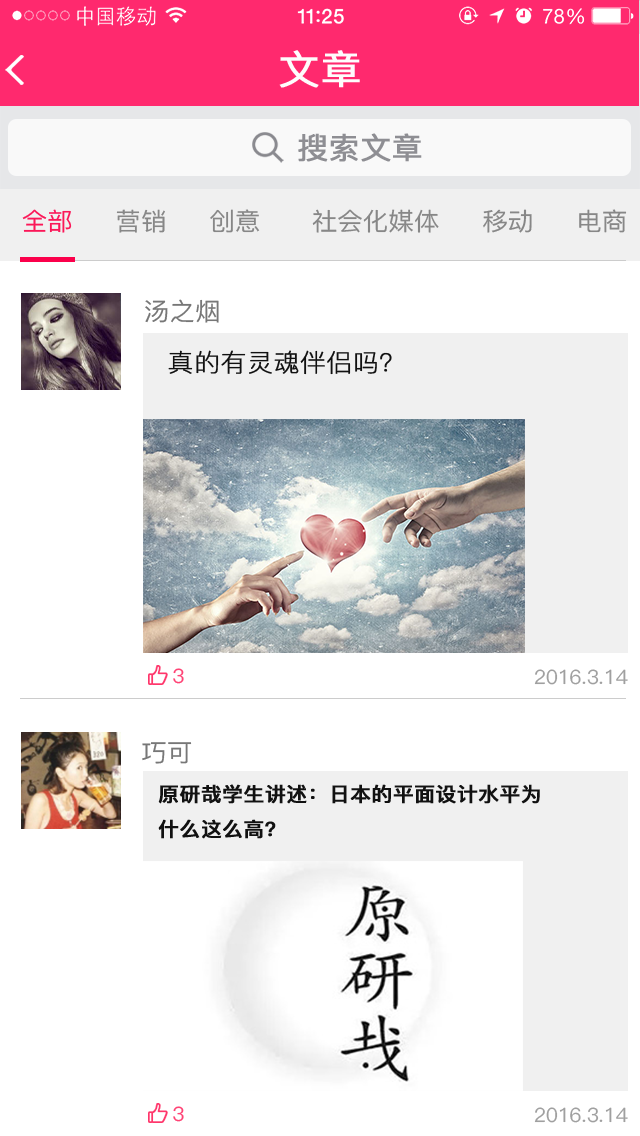 中国移动 11:25 78%
文章
搜索文章
全部 营销 创意 社会化媒体 移动 电商
汤之烟
真的有灵魂伴侣吗?
3 2016.3.14
巧可
原研哉学生讲述：日本的平面设计水平为
什么这么高?
原研哉
3 2016.3.14